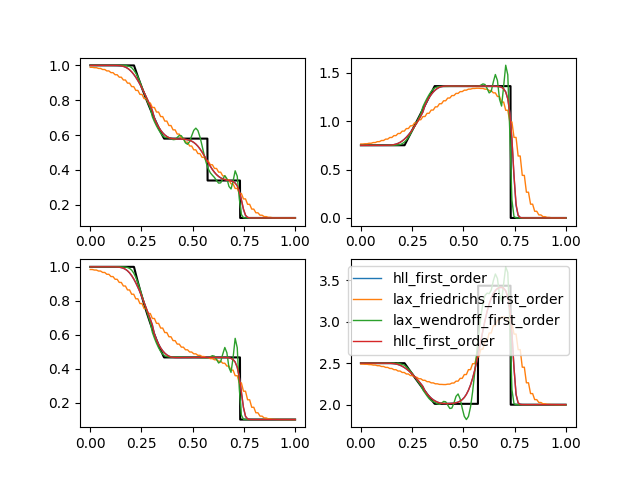 1.0
0.8
0.6
0.4
0.2
0.00 0.25 0.50 0.75 1.00
1.5
1.0
0.5
0.0
0.00 0.25 0.50 0.75 1.00
1.0
0.8
0.6
0.4
0.2
0.00 0.25 0.50 0.75 1.00
3.5
3.0
2.5
2.0
0.00 0.25 0.50 0.75 1.00
hll_first_order
lax_friedrichs_first_order
lax_wendroff_first_order
hllc_first_order